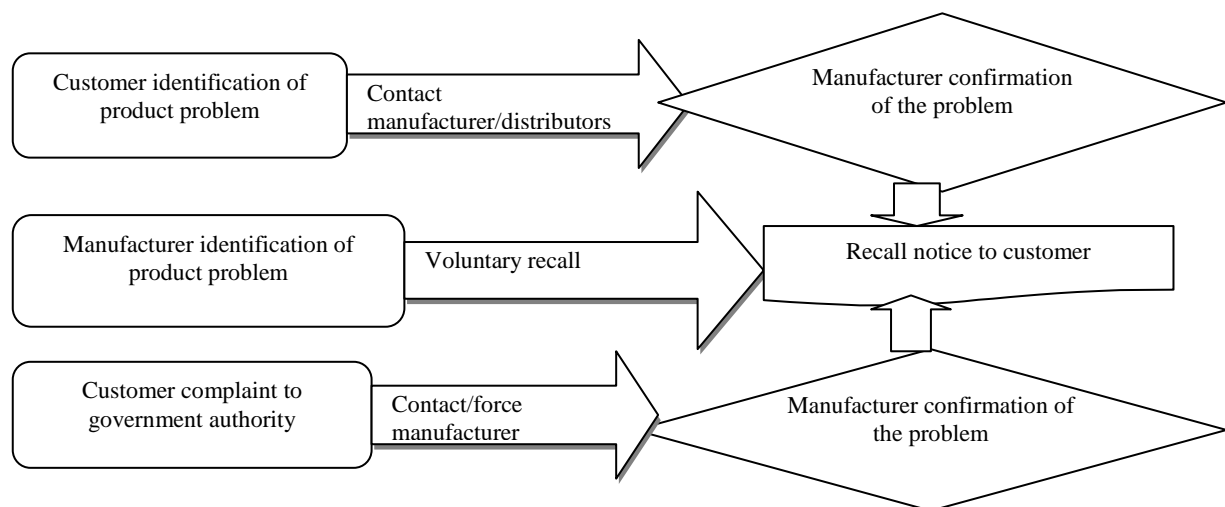 Customer identification of
product problem
Contact
manufacturer/distributors
Manufacturer confirmation
of the problem
Manufacturer identification of
product problem
Voluntary recall
Recall notice to customer
Customer complaint to
government authority
Contact/force
manufacturer
Manufacturer confirmation of
the problem